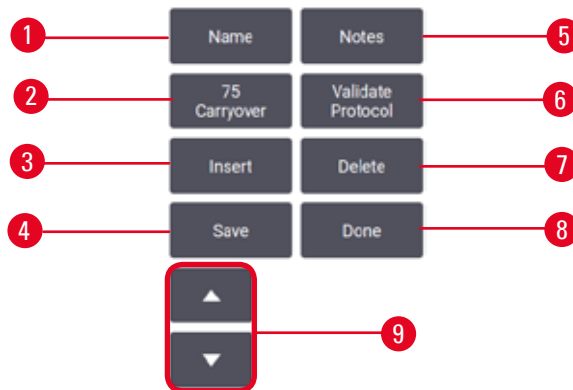 1 Name Notes 5
2 75 Carryover Validate Protocol 6
3 Insert Delete 7
4 Save Done 8
9